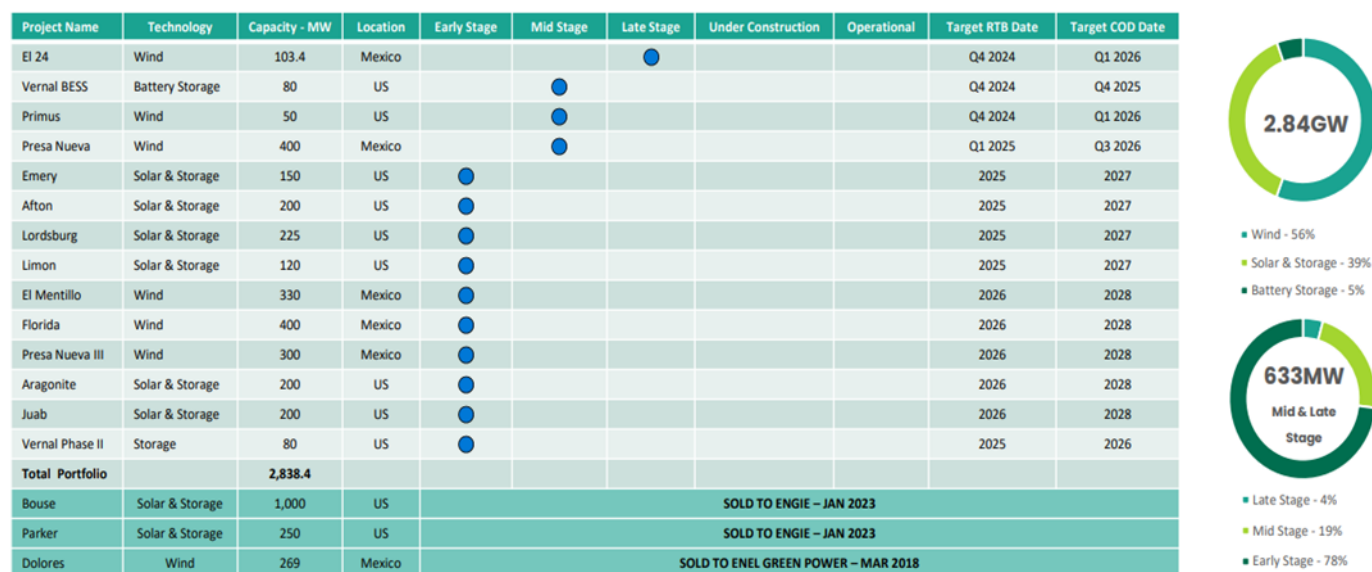 Project Name Technology Capacity - MW Location Early Stage Mid Stage Late Stage Under Construction Operational Target RTB Date Target COD Date
El 24 Wind 103.4 Mexico Q4 2024 Q1 2026
Vernal BESS Battery Storage 80 US Q4 2024 Q4 2025
Primus Wind 50 US Q4 2024 Q1 2026
Presa Nueva Wind 400 Mexico Q1 2025 Q3 2026
Emery Solar & Storage 150 US 2025 2027
Afton Solar & Storage 200 US 2025 2027
Lordsburg Solar & Storage 225 US 2025 2027
Limon Solar & Storage 120 US 2025 2027
El Mentillo Wind 330 Mexico 2026 2028
Florida Wind 400 Mexico 2026 2028
Presa Nueva III Wind 300 Mexico 2026 2028
Aragonite Solar & Storage 200 US 2026 2028
Juab Solar & Storage 200 US 2026 2028
Vernal Phase II Storage 80 US 2025 2026
Total Portfolio 2,838.4
Bouse Solar & Storage 1,000 US SOLD TO ENGIE – JAN 2023
Parker Solar & Storage 250 US SOLD TO ENGIE – JAN 2023
Dolores Wind 269 Mexico SOLD TO ENEL GREEN POWER – MAR 2018
2.84GW
Wind - 56%
Solar & Storage - 39%
Battery Storage - 5%
633MW
Mid & Late
Stage
Late Stage - 4%
Mid Stage - 19%
Early Stage - 78%